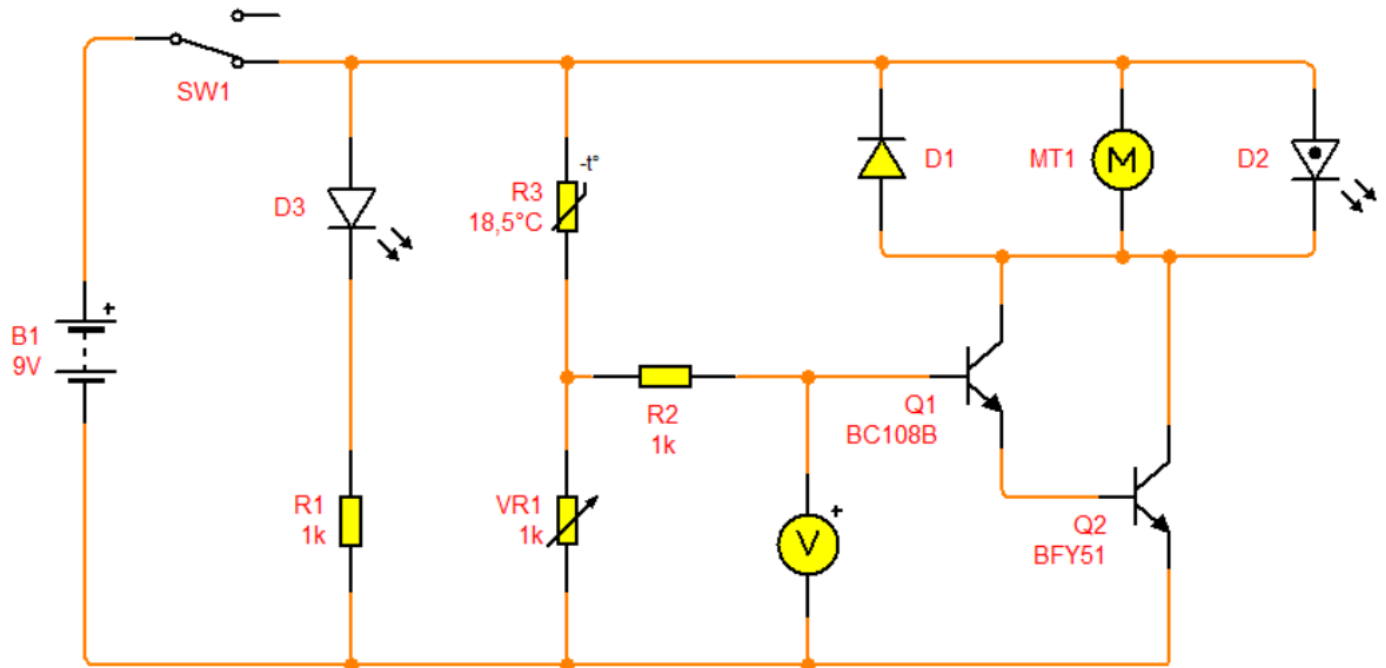 SW1
D3
-t°
R3
18,5°C
D1
MT1
M
D2
+
B1
9V
R2
1k
Q1
BC108B
R1
1k
VR1
1k
+
V
Q2
BFY51